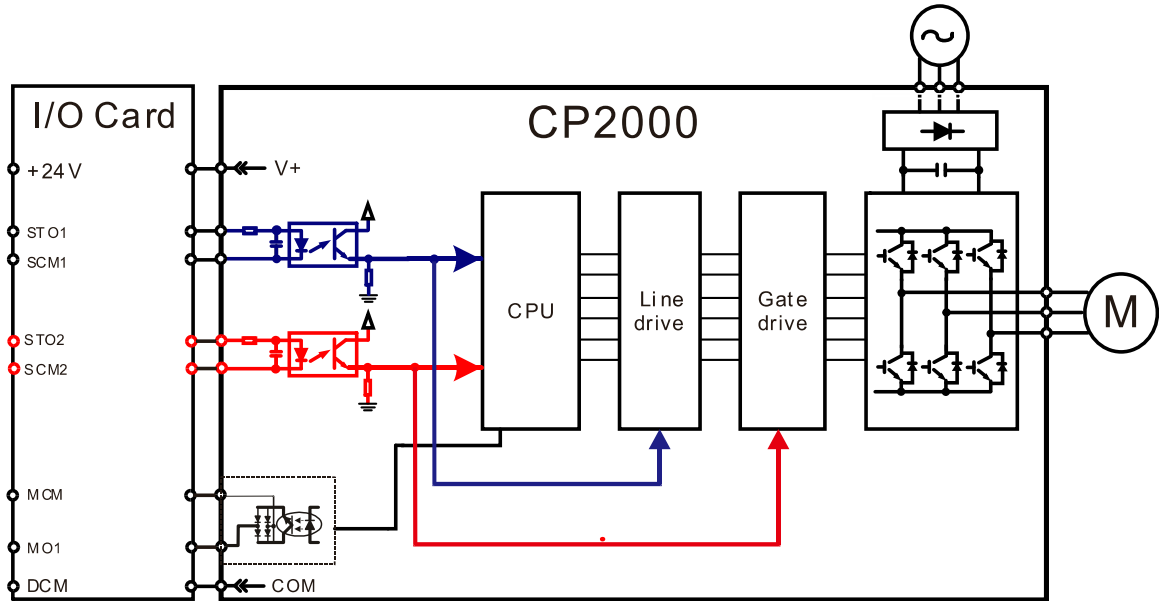 I/O Card
CP2000
+24V
V+
STO1
SCM1
STO2
SCM2
CPU
Line
drive
Gate
drive
M
MCM
MO1
DCM
COM